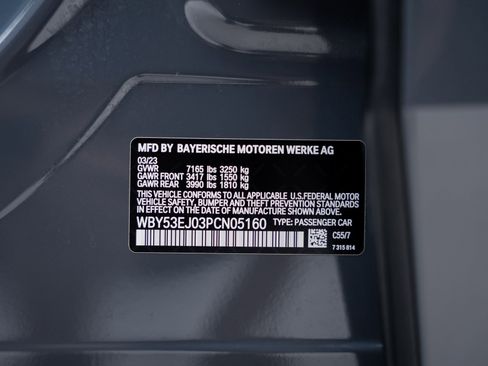 MFD BY BAYERISCHE MOTOREN WERKE AG
03/23
GVWR 7165 lbs 3250 kg
GAWR FRONT 3417 lbs 1550 kg
GAWR REAR 3990 lbs 1810 kg
THIS VEHICLE CONFORMS TO ALL APPLICABLE U.S.FEDERAL MOTOR
VEHICLE SAFETY, BUMPER AND THEFT PREVENTION STANDARDS
IN EFFECT ON THE DATE OF MANUFACTURE SHOWN ABOVE.
WBY53EJ03PCN05160 TYPE: PASSENGER CAR
C55/7
7 315 814